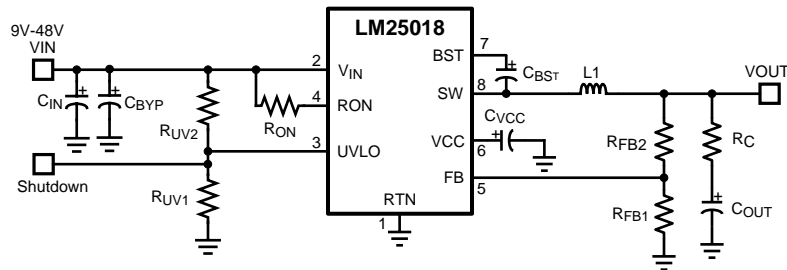 9V-48V
VIN
LM25018
7
BST
CBST
VOUT
2
VIN
8
SW
L1
CIN
CBYP
4
RON
RON
RUV2
CVCC
VCC
6
RFB2
RC
3
UVLO
FB
5
Shutdown
RUV1
RTN
1
RFB1
COUT